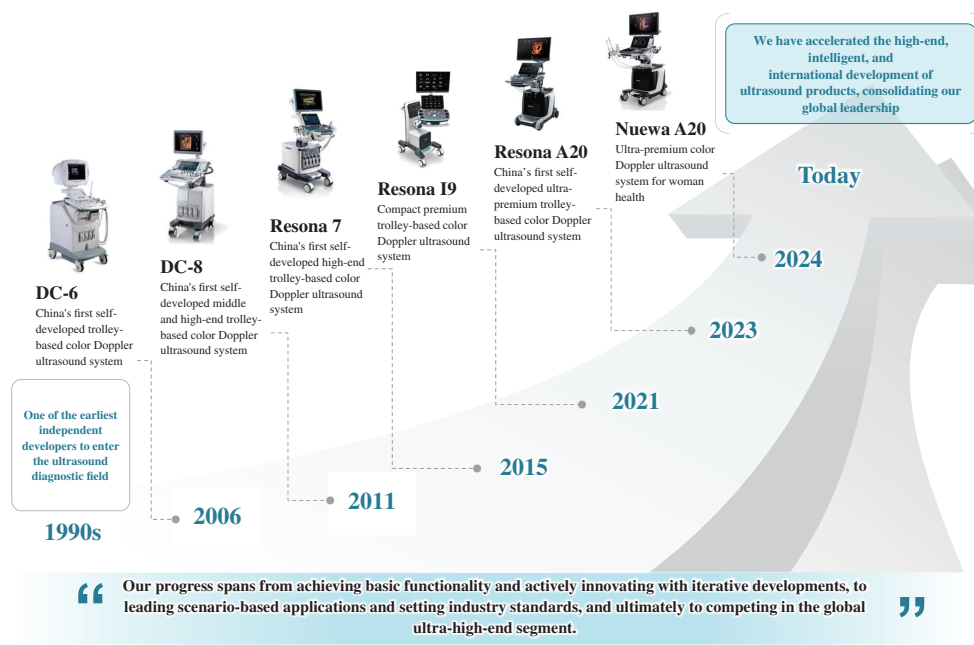 We have accelerated the high-end,
intelligent, and
international development of
ultrasound products, consolidating our
global leadership
Today
Nuewa A20
Ultra-premium color
Doppler ultrasound
system for woman
health
2024
Resona A20
China's first self-
developed ultra-
premium trolley-
based color Doppler
ultrasound system
2023
Resona I9
Compact premium
trolley-based color
Doppler ultrasound
system
2021
Resona 7
China's first self-
developed high-end
trolley-based color
Doppler ultrasound
system
2015
DC-8
China's first self-
developed middle
and high-end trolley-
based color Doppler
ultrasound system
2011
DC-6
China's first self-
developed trolley-
based color Doppler
ultrasound system
2006
One of the earliest
independent
developers to enter
the ultrasound
diagnostic field
1990s
“ Our progress spans from achieving basic functionality and actively innovating with iterative developments, to
leading scenario-based applications and setting industry standards, and ultimately to competing in the global
ultra-high-end segment. ”